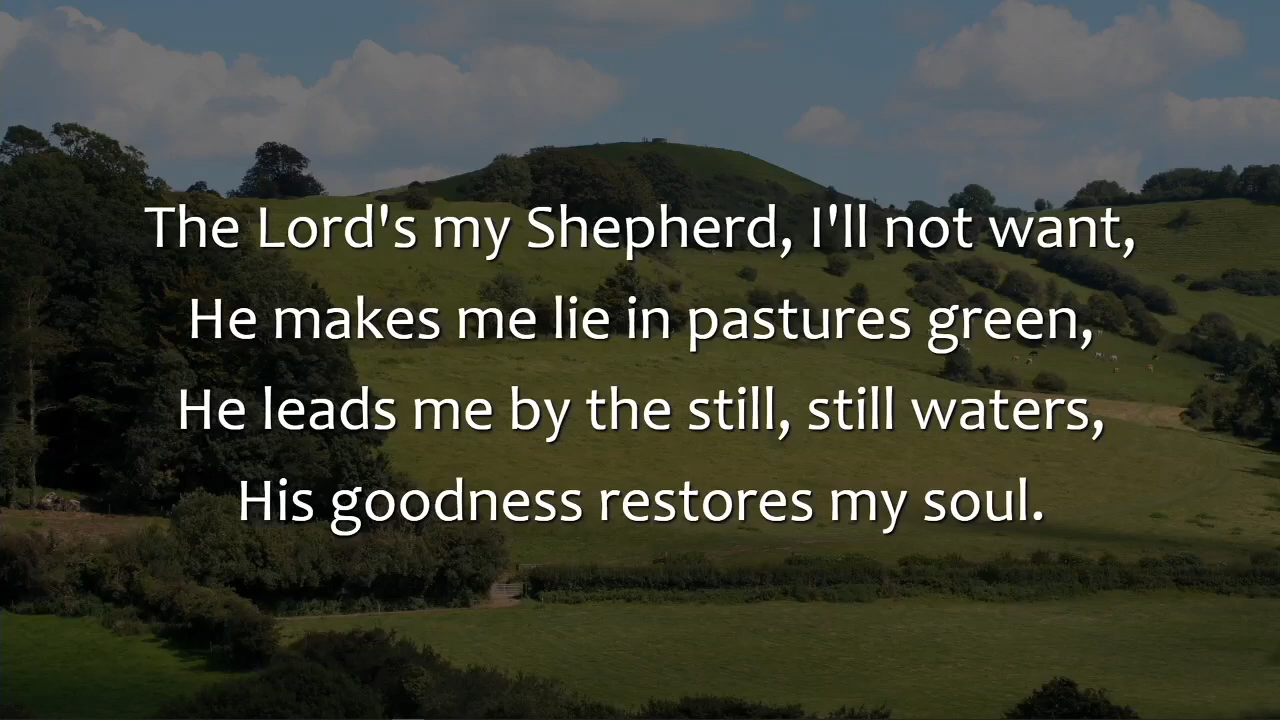 The Lord's my Shepherd, I'll not want,
He makes me lie in pastures green,
He leads me by the still, still waters,
His goodness restores my soul.